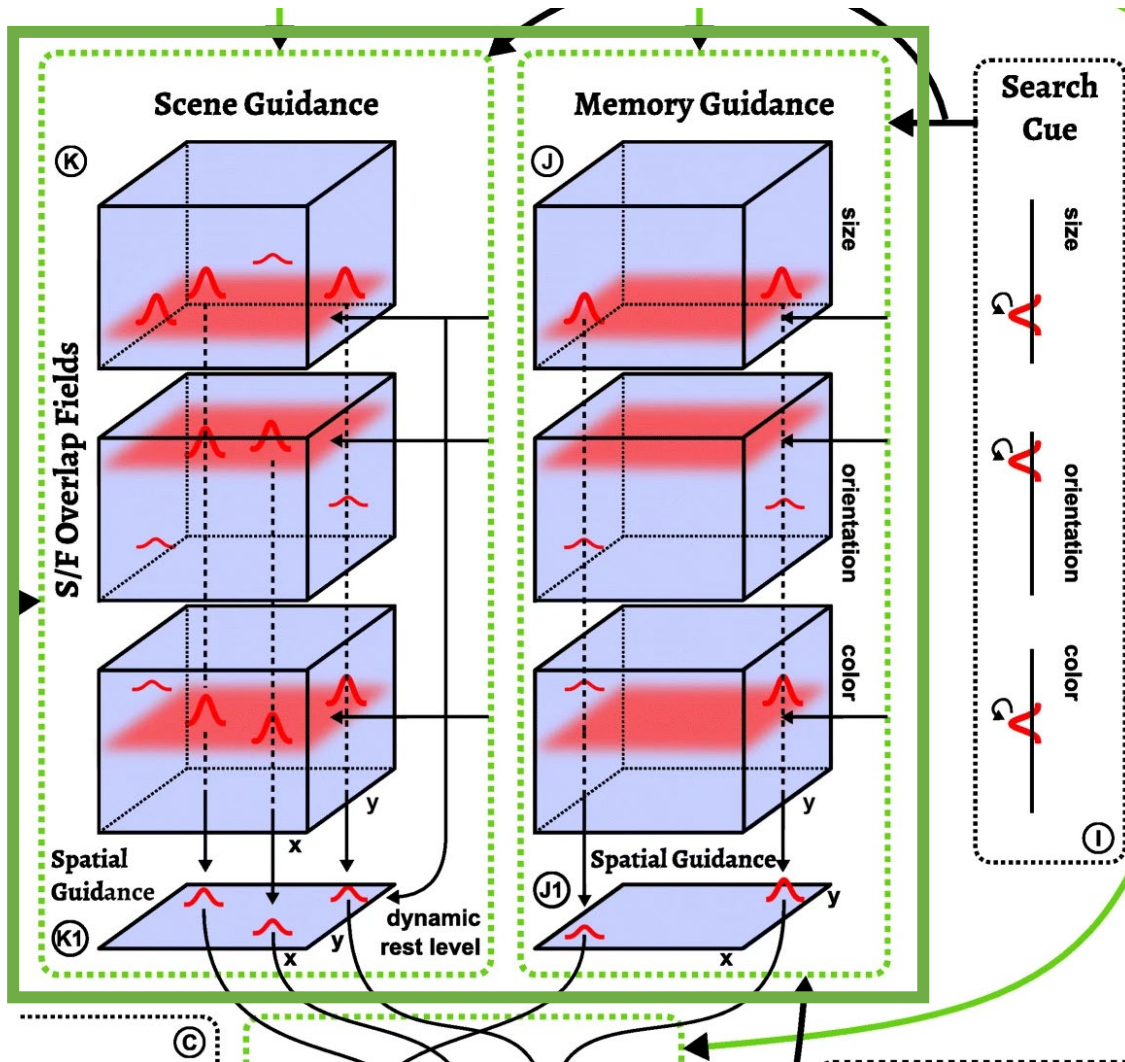 Scene Guidance
Memory Guidance
Search
Cue
K
J
size
size
S/F Overlap Fields
orientation
orientation
color
color
y
x
y
I
Spatial
Guidance
Spatial Guidance
J1
y
K1
x
y
dynamic
rest level
x
C